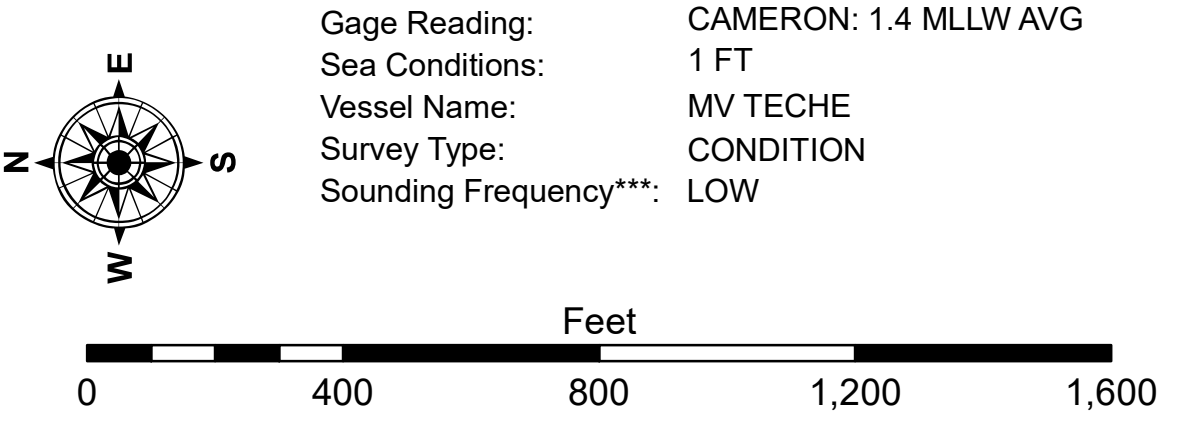 E
N
S
W
Gage Reading: CAMERON: 1.4 MLLW AVG
Sea Conditions: 1 FT
Vessel Name: MV TECHE
Survey Type: CONDITION
Sounding Frequency***: LOW
Feet
0 400 800 1,200 1,600